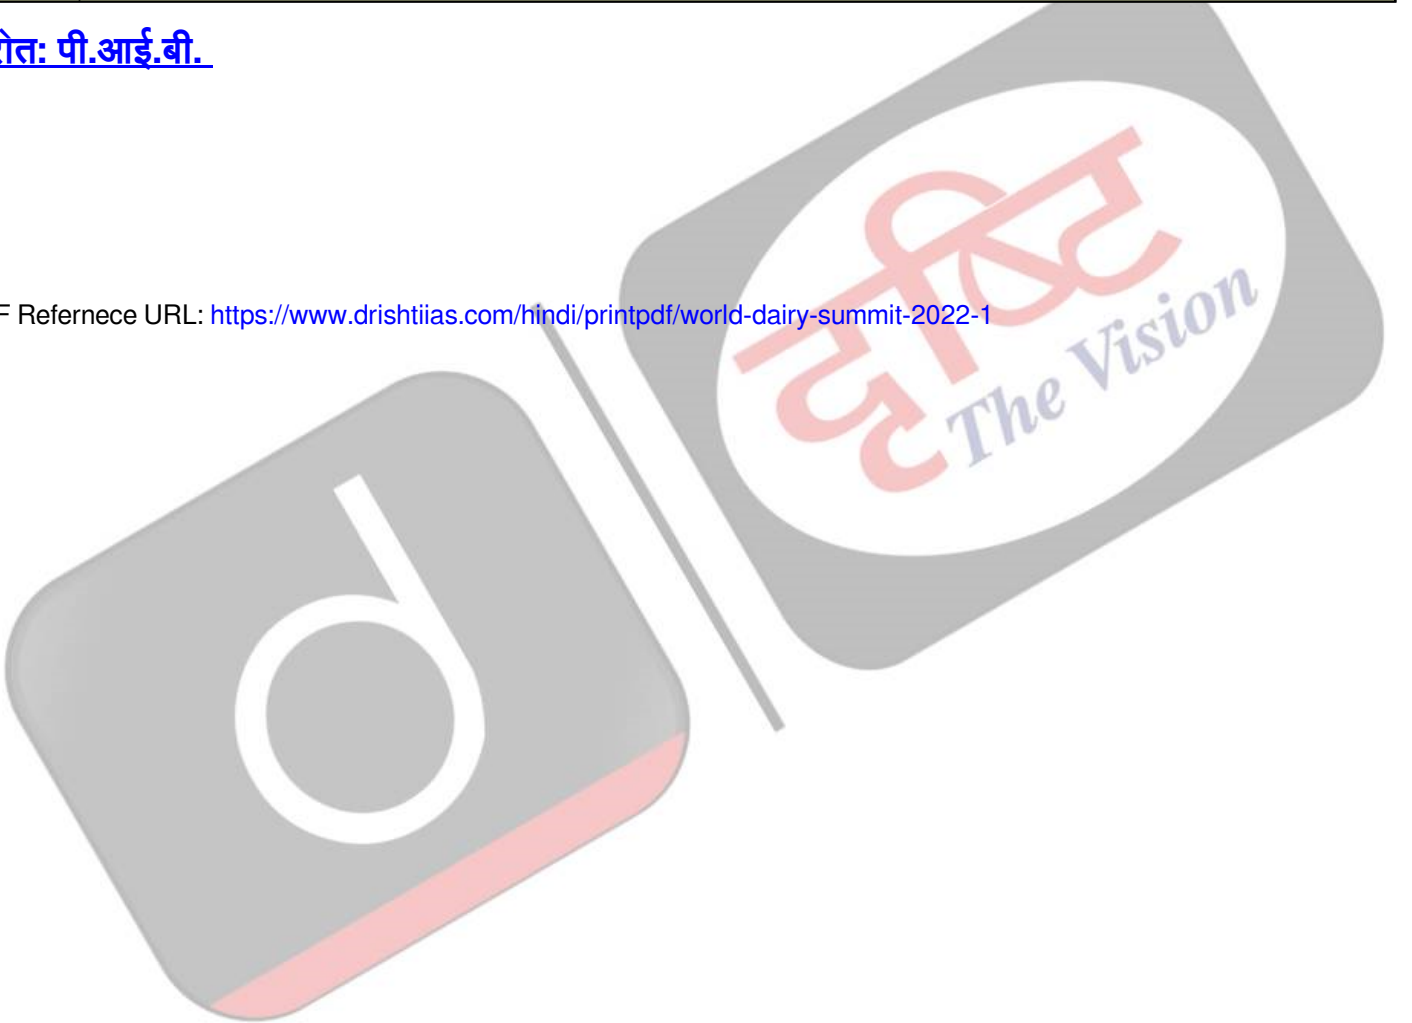 रोत: पी.आई.बी.
F Refernece URL: https://www.drishtiias.com/hindi/printpdf/world-dairy-summit-2022-1
दृष्टि
The Vision
d